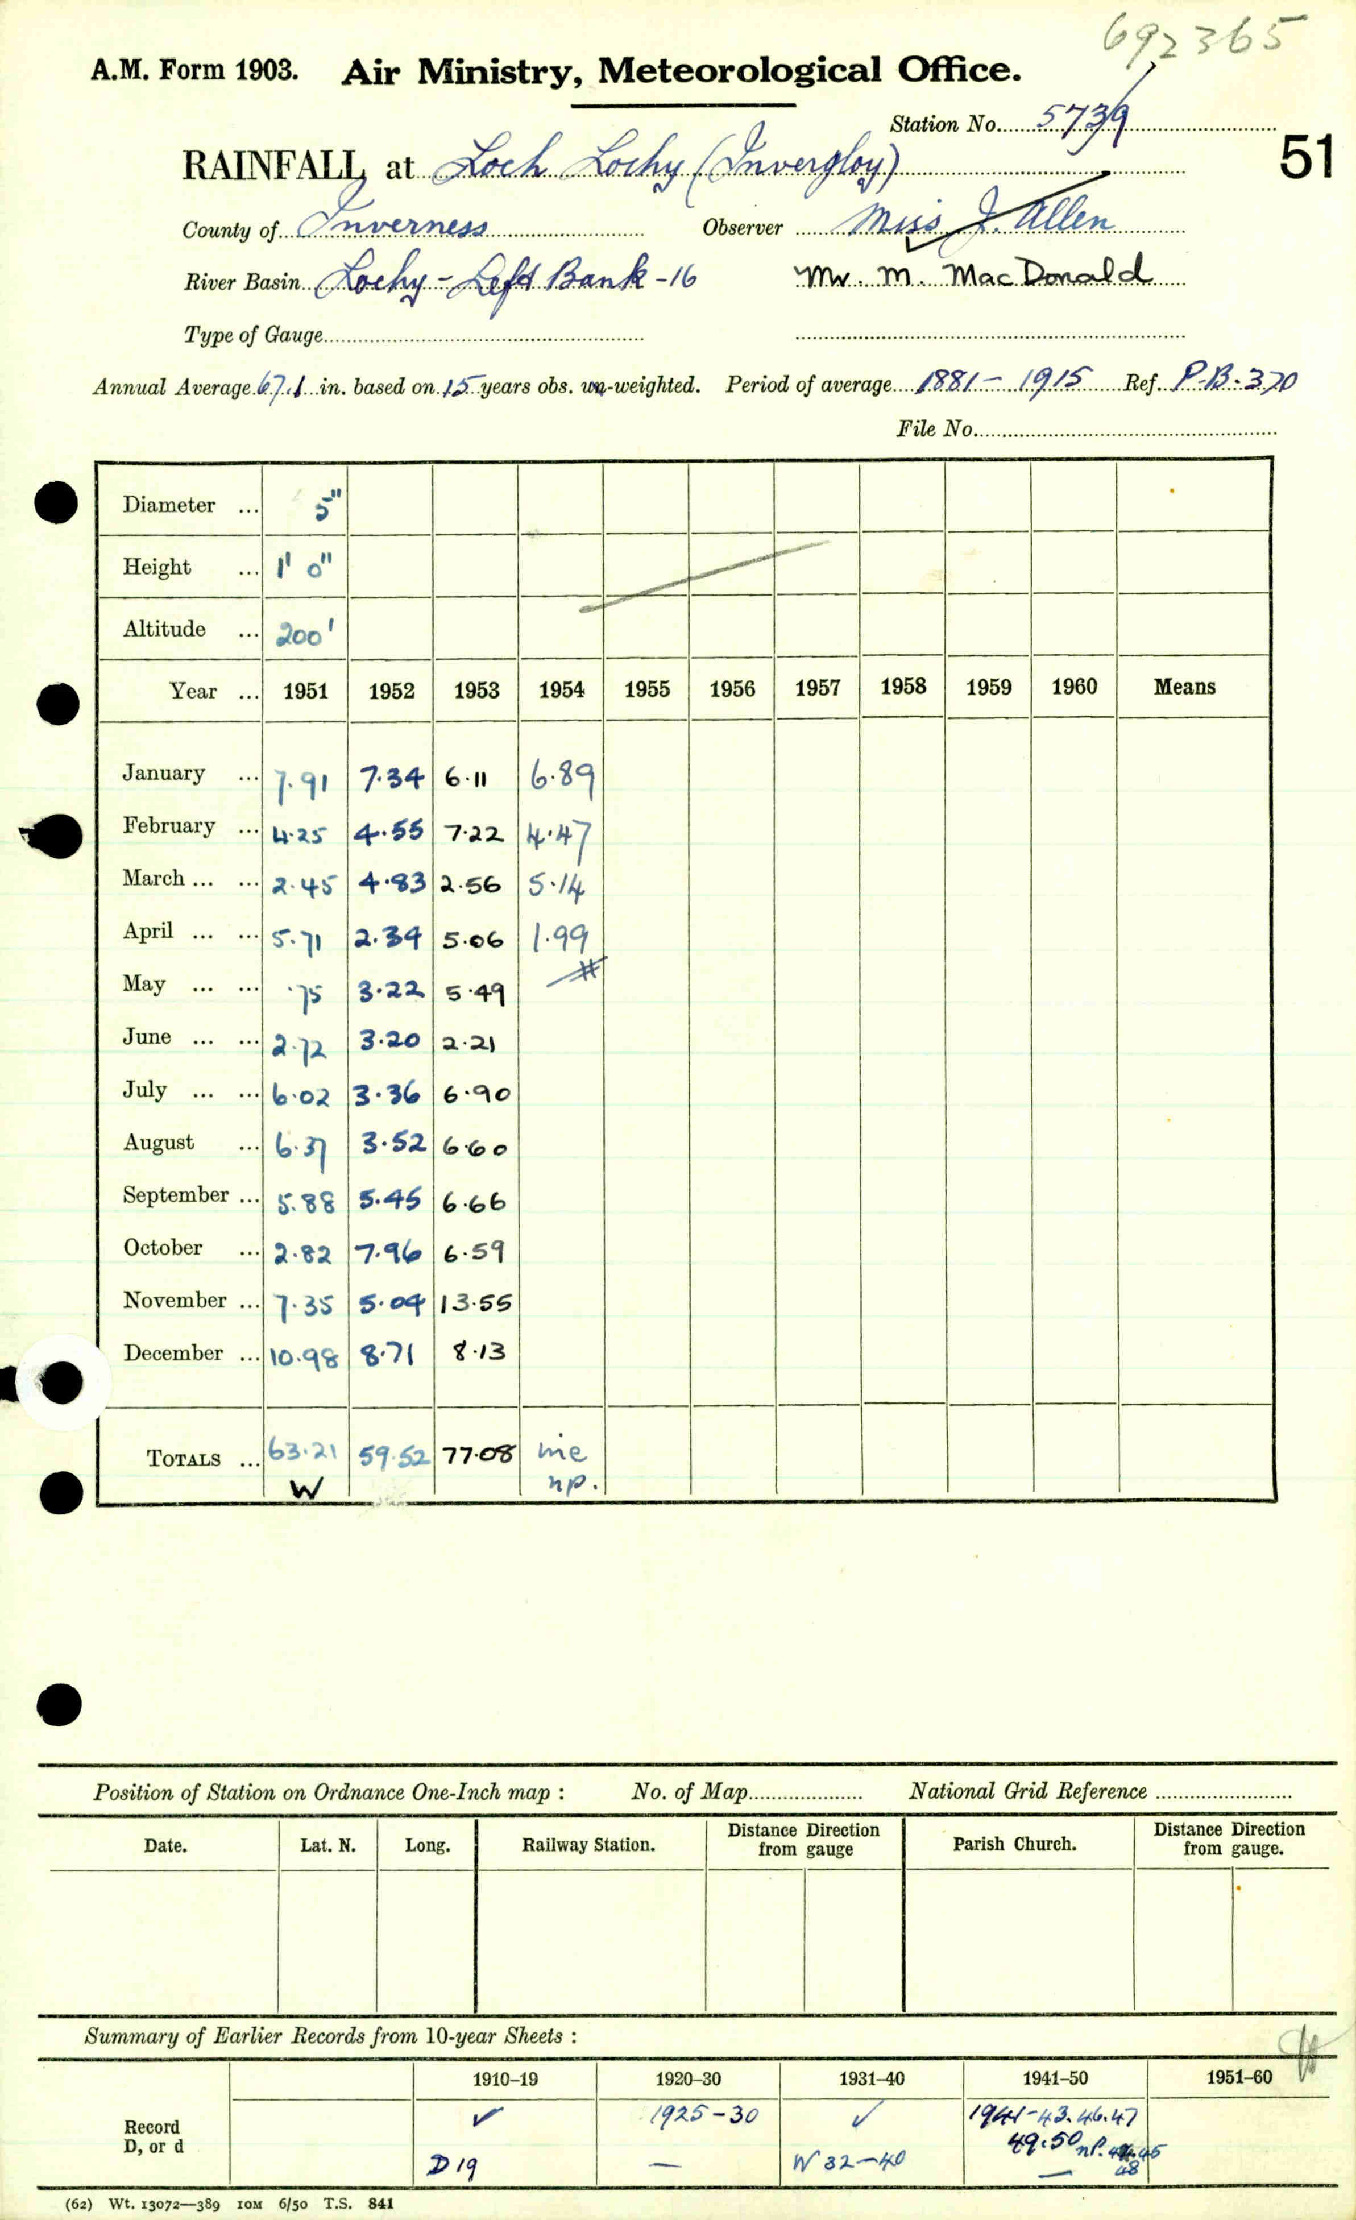 692365
A.M. Form 1903. Air Ministry, Meteorological Office.
Station No. 5739
51
RAINFALL at Loch Lochy (Invergloy)
County of Inverness Observer Miss J. Allen
River Basin Lochy - Left Bank - 16 Mr. M. MacDonald
Type of Gauge
Annual Average 67.1 in. based on 15 years obs. un-weighted. Period of average 1881 - 1915 Ref. P.B. 370
File No.
Diameter ... 5"
Height ... 1' 0"
Altitude ... 200'
Year ... 1951 1952 1953 1954 1955 1956 1957 1958 1959 1960 Means
January ... 7.91 7.34 6.11 6.89
February ... 4.25 4.55 7.22 4.47
March ... ... 2.45 4.83 2.56 5.14
April ... ... 5.71 2.34 5.06 1.99
May ... ... .75 3.22 5.49
June ... ... 2.72 3.20 2.21
July ... ... 6.02 3.36 6.90
August ... 6.37 3.52 6.60
September ... 5.88 5.45 6.66
October ... 2.82 7.96 6.59
November ... 7.35 5.04 13.55
December ... 10.98 8.71 8.13
TOTALS ... 63.21 59.52 77.08 inc
W np.
Position of Station on Ordnance One-Inch map : No. of Map National Grid Reference
Date. Lat. N. Long. Railway Station. Distance from Direction gauge Parish Church. Distance from Direction gauge.
Summary of Earlier Records from 10-year Sheets :
1910–19 1920–30 1931–40 1941–50 1951–60
Record ✓ 1925-30 ✓ 1941-43.46.47
D, or d 49.50 np. 45
D 19 — W 32-40 — 48
(62) Wt. 13072—389 10M 6/50 T.S. 841